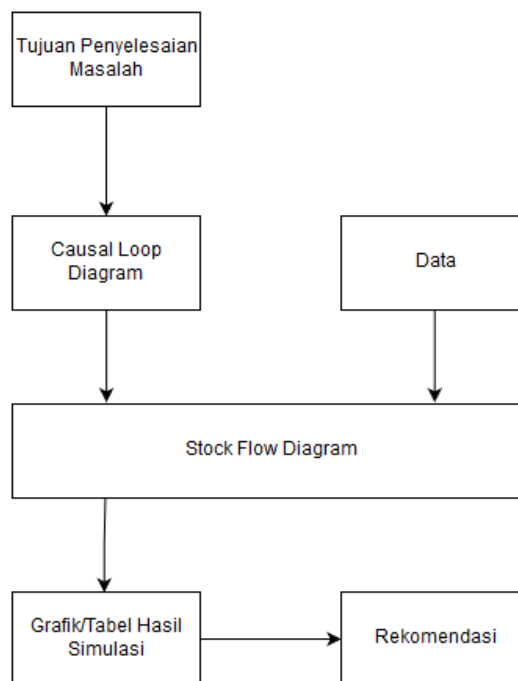 Tujuan Penyelesaian
Masalah
Causal Loop
Diagram
Data
Stock Flow Diagram
Grafik/Tabel Hasil
Simulasi
Rekomendasi